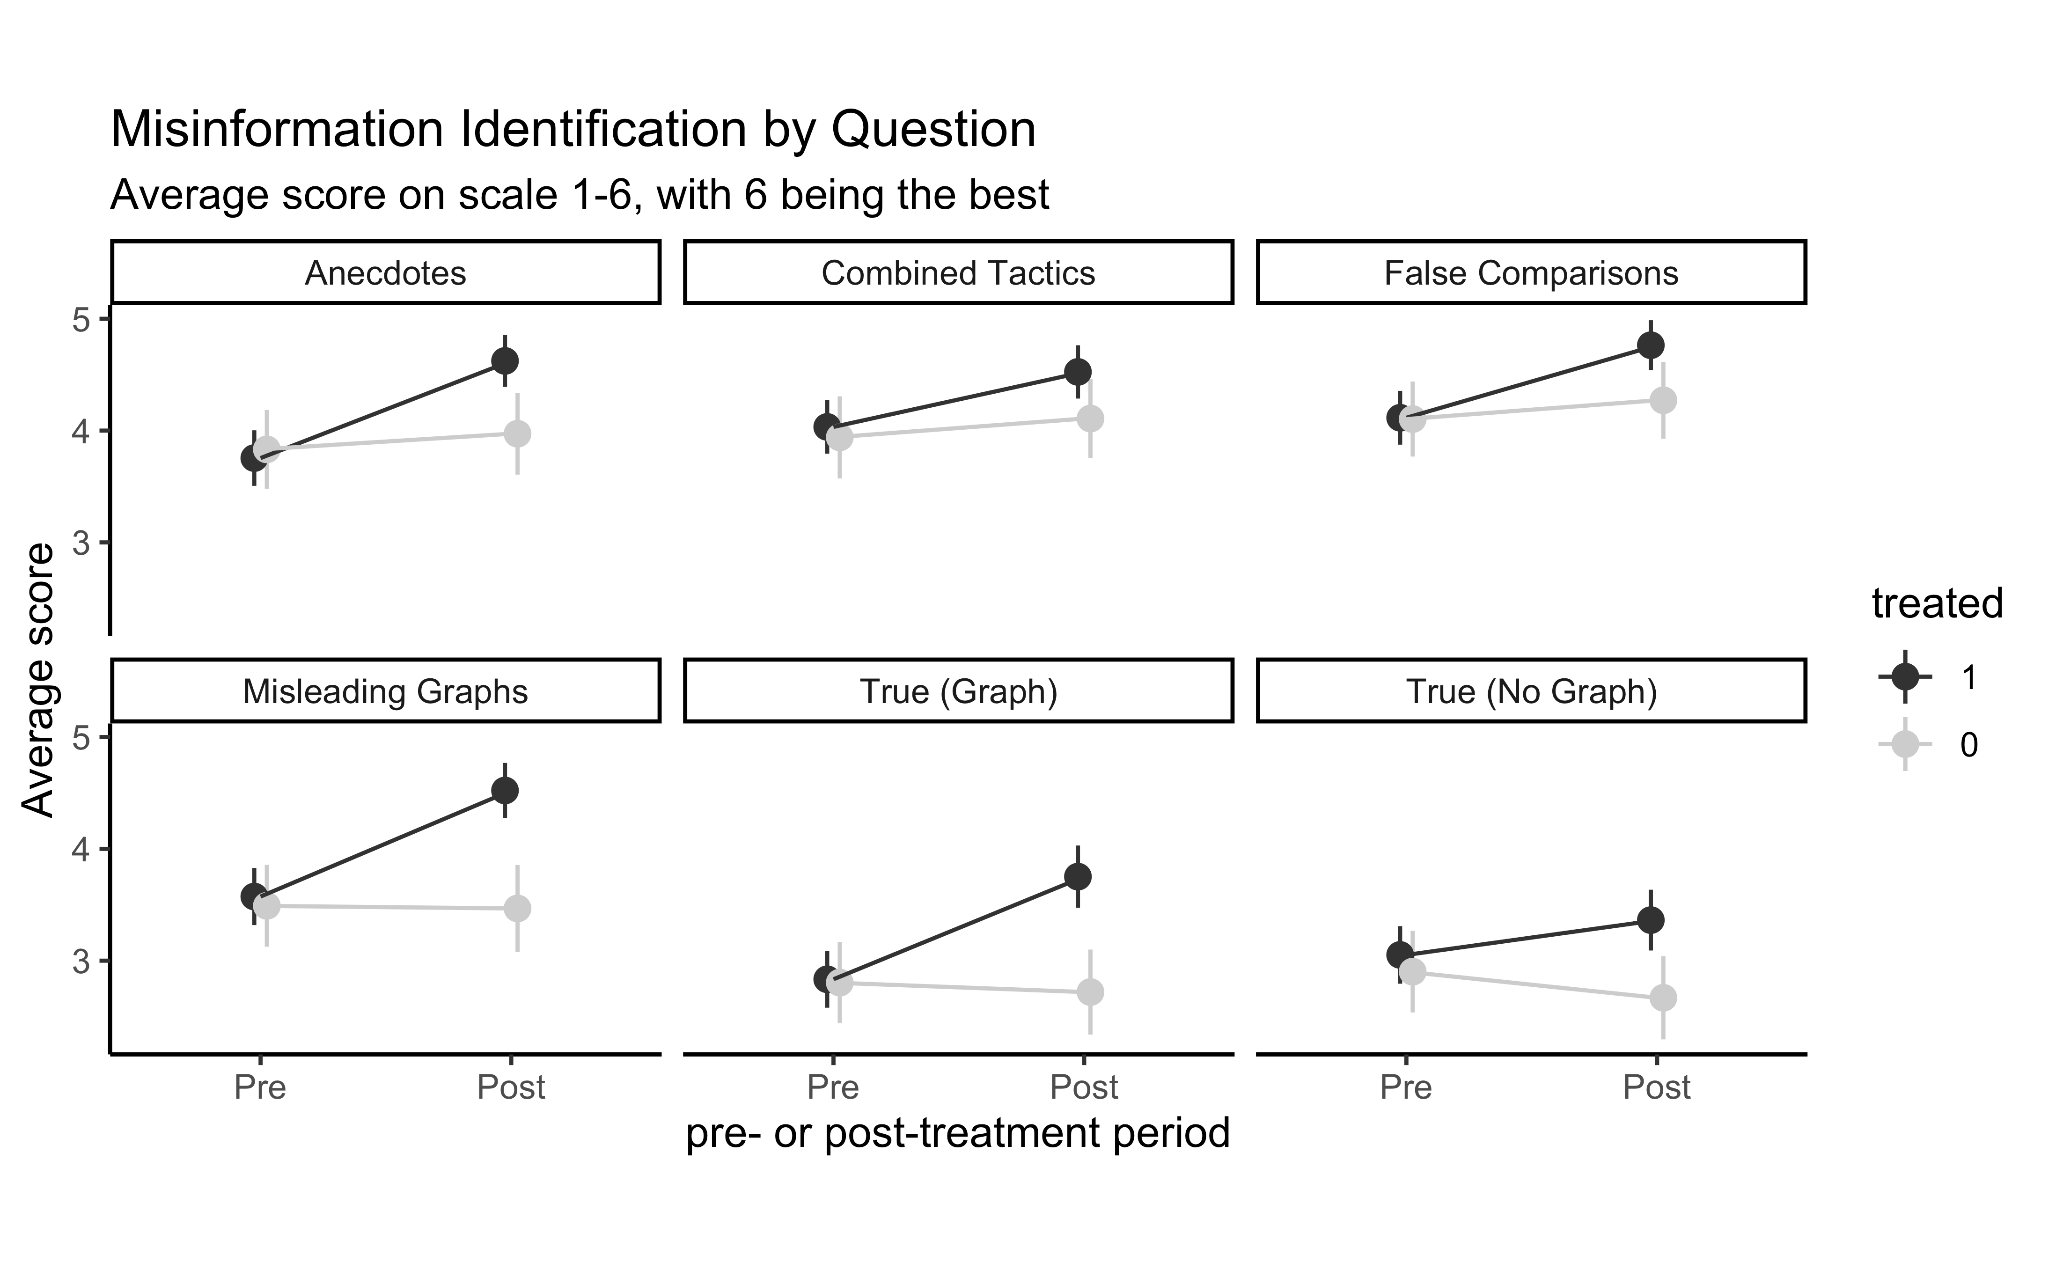 Misinformation Identification by Question
Average score on scale 1-6, with 6 being the best
Anecdotes
Combined Tactics
False Comparisons
5
4
3
Average score
Misleading Graphs
True (Graph)
True (No Graph)
5
4
3
Pre
Post
Pre
Post
Pre
Post
pre- or post-treatment period
treated
1
0